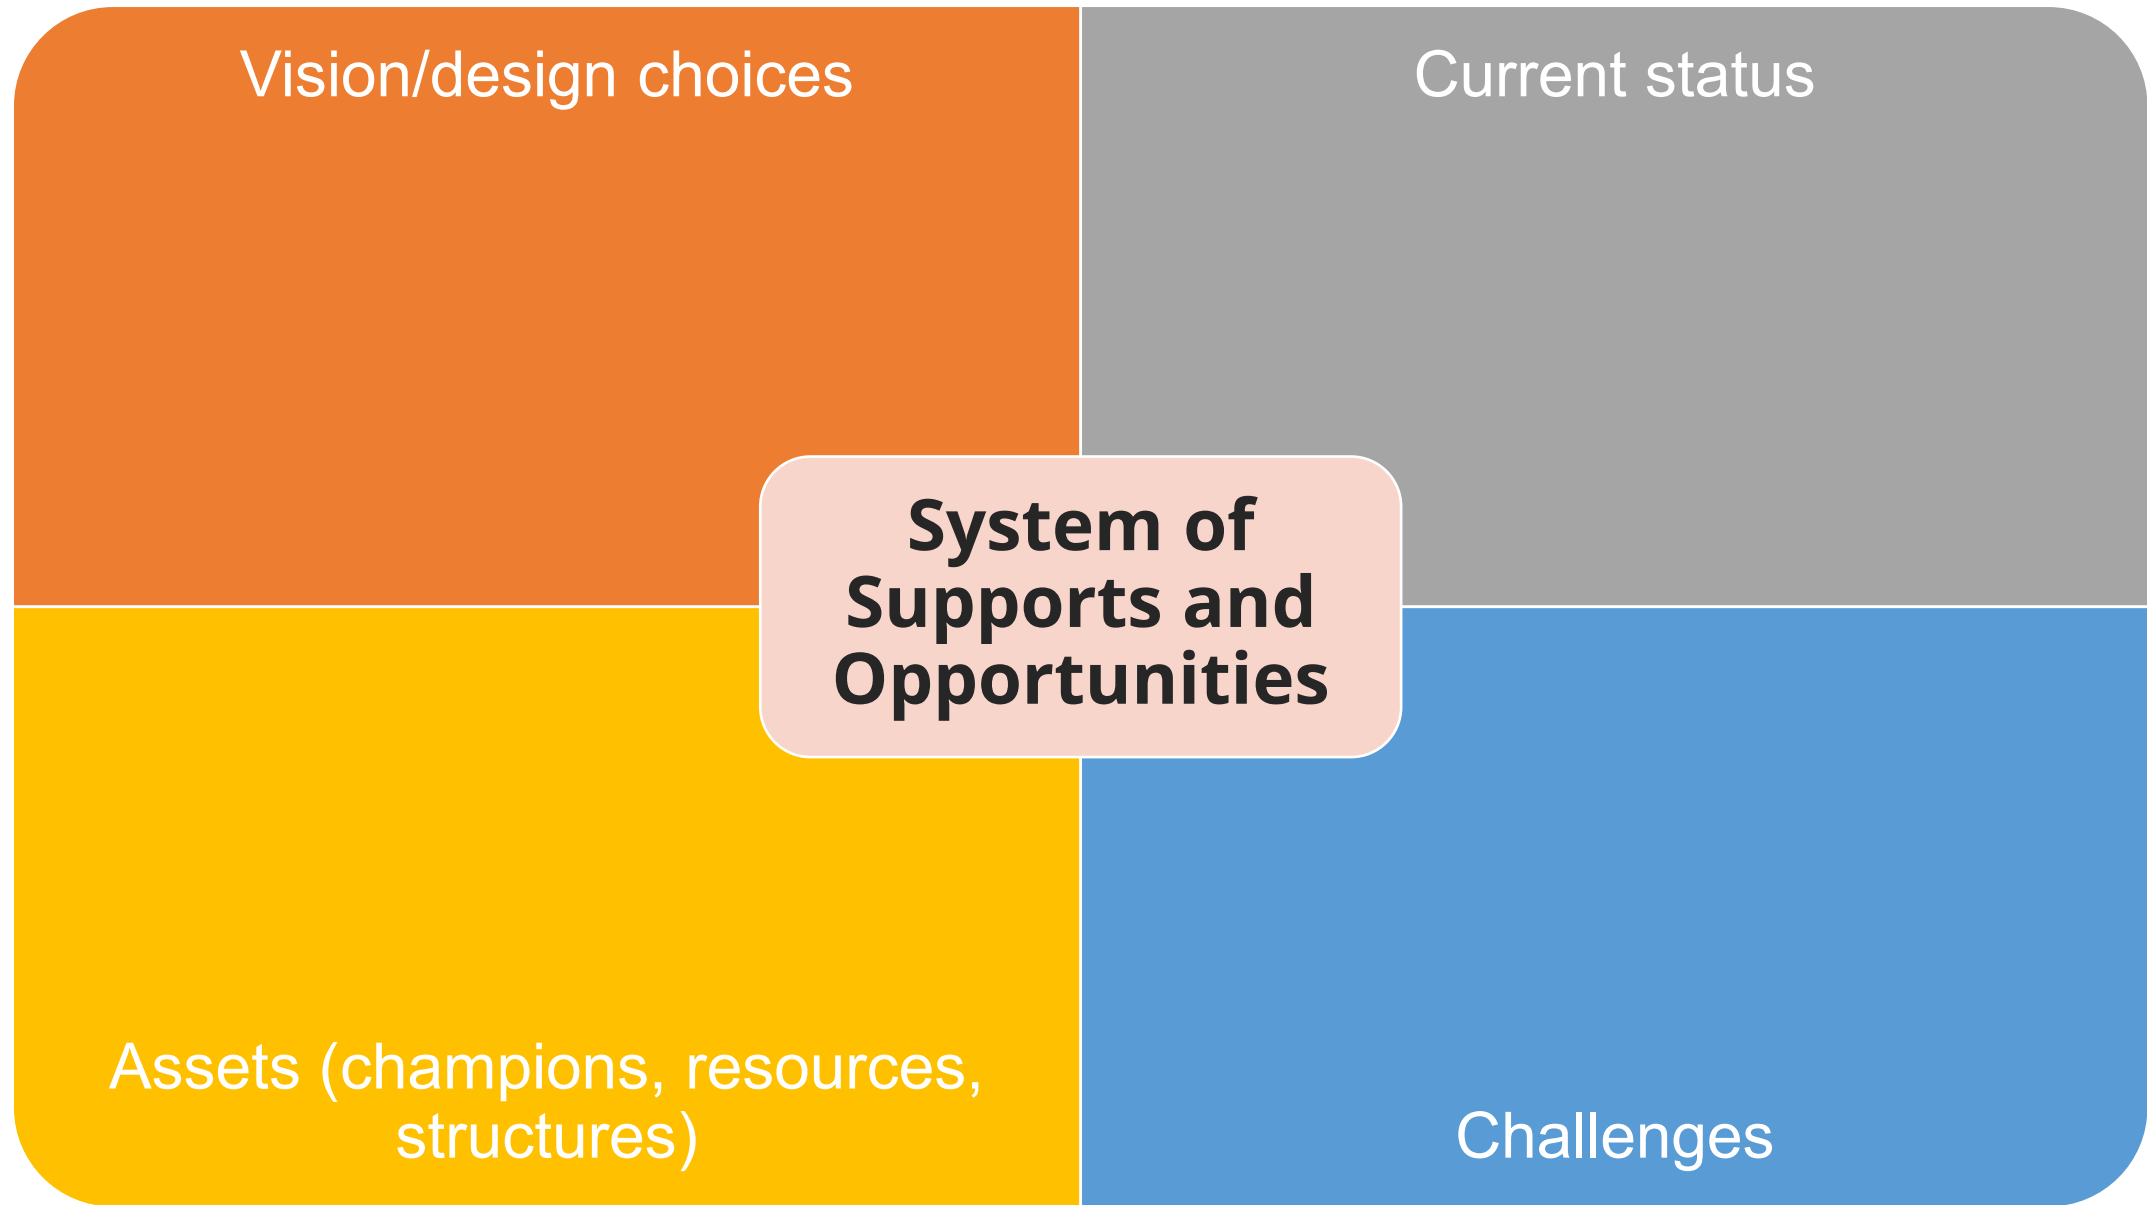 Vision/design choices
Current status
System of
Supports and
Opportunities
Assets (champions, resources,
structures)
Challenges